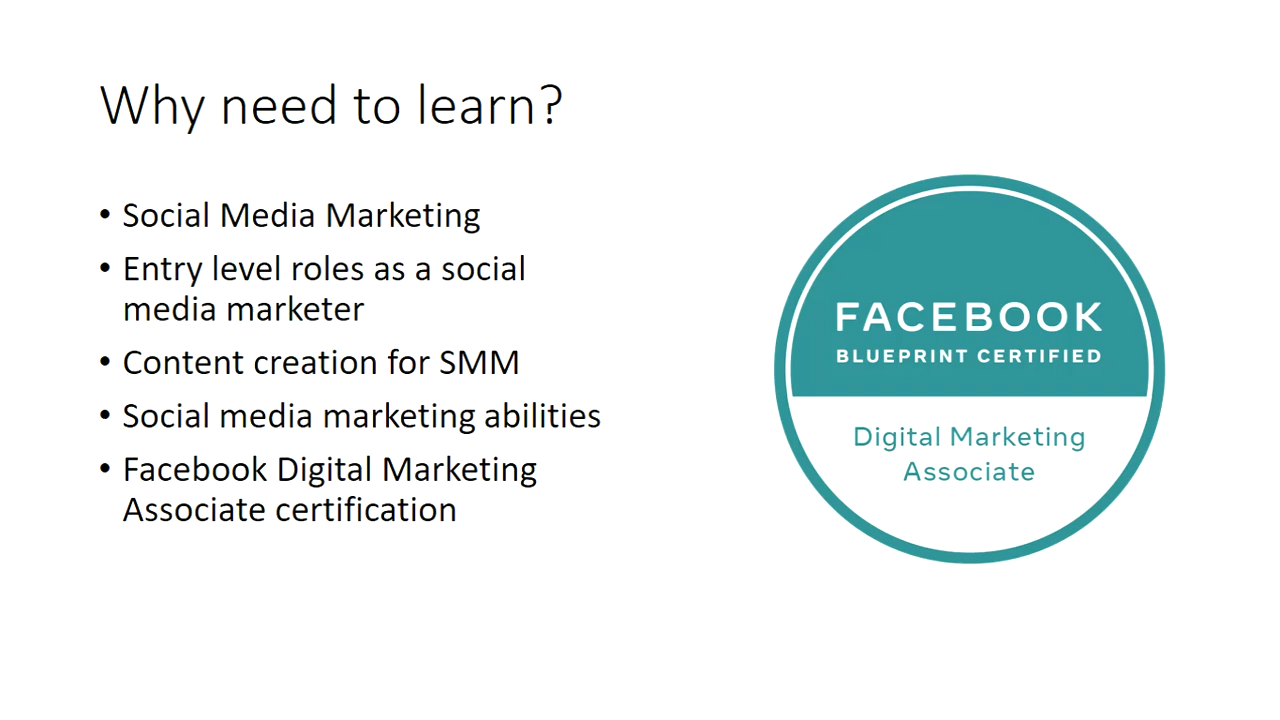 Why need to learn?
• Social Media Marketing
• Entry level roles as a social
media marketer
• Content creation for SMM
• Social media marketing abilities
• Facebook Digital Marketing
Associate certification
FACEBOOK
BLUEPRINT CERTIFIED
Digital Marketing
Associate